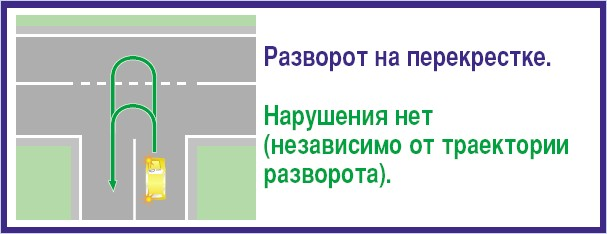 Разворот на перекрестке.
Нарушения нет
(независимо от траектории
разворота).